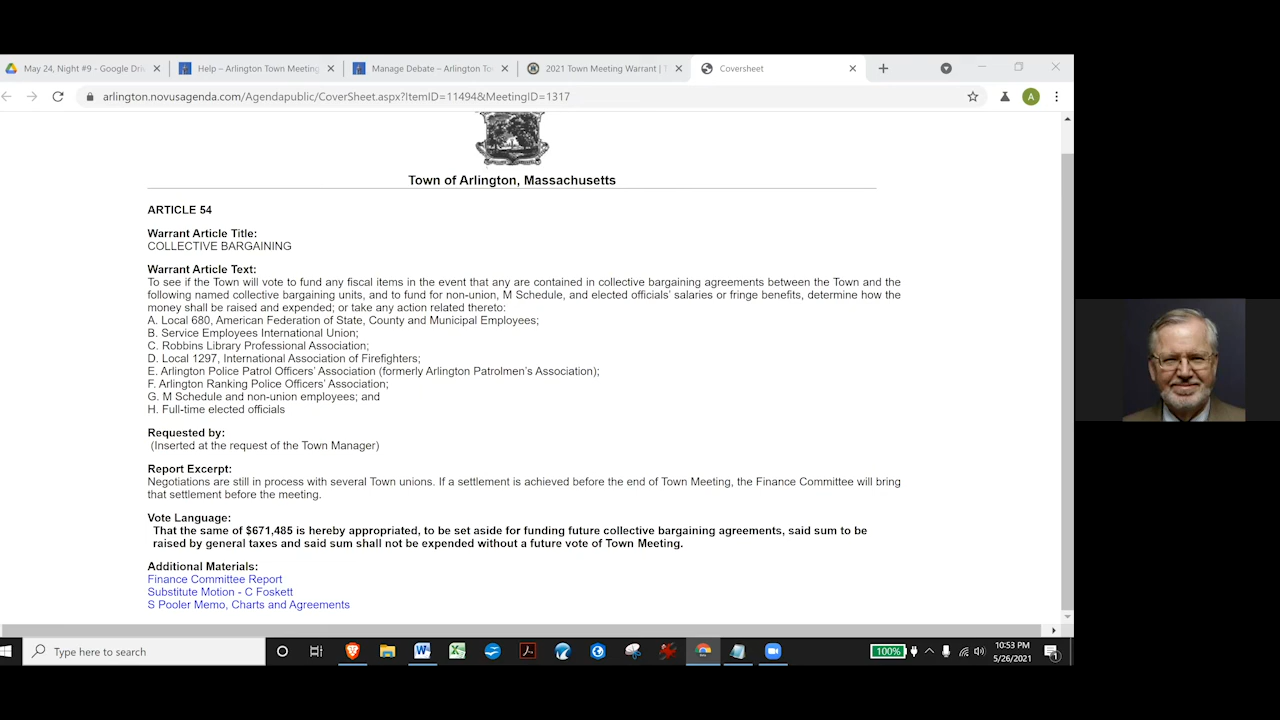 May 24, Night #9 - Google Dri
Help – Arlington Town Meeting
Manage Debate – Arlington To
2021 Town Meeting Warrant | T
Coversheet
arlington.novusagenda.com/Agendapublic/CoverSheet.aspx?ItemID=11494&MeetingID=1317
A
Town of Arlington, Massachusetts
ARTICLE 54
Warrant Article Title:
COLLECTIVE BARGAINING
Warrant Article Text:
To see if the Town will vote to fund any fiscal items in the event that any are contained in collective bargaining agreements between the Town and the
following named collective bargaining units, and to fund for non-union, M Schedule, and elected officials' salaries or fringe benefits, determine how the
money shall be raised and expended; or take any action related thereto:
A. Local 680, American Federation of State, County and Municipal Employees;
B. Service Employees International Union;
C. Robbins Library Professional Association;
D. Local 1297, International Association of Firefighters;
E. Arlington Police Patrol Officers' Association (formerly Arlington Patrolmen's Association);
F. Arlington Ranking Police Officers' Association;
G. M Schedule and non-union employees; and
H. Full-time elected officials
Requested by:
(Inserted at the request of the Town Manager)
Report Excerpt:
Negotiations are still in process with several Town unions. If a settlement is achieved before the end of Town Meeting, the Finance Committee will bring
that settlement before the meeting.
Vote Language:
That the same of $671,485 is hereby appropriated, to be set aside for funding future collective bargaining agreements, said sum to be
raised by general taxes and said sum shall not be expended without a future vote of Town Meeting.
Additional Materials:
Finance Committee Report
Substitute Motion - C Foskett
S Pooler Memo, Charts and Agreements
Type here to search
100%
10:53 PM
5/26/2021
1